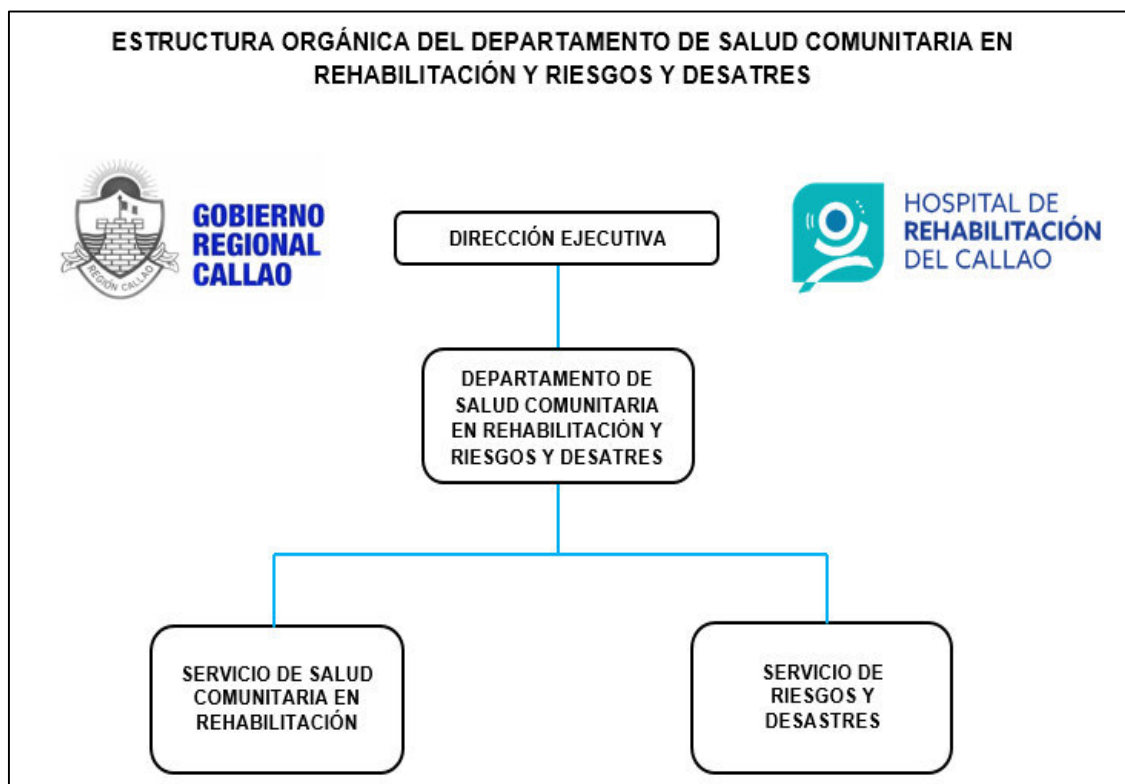 ESTRUCTURA ORGÁNICA DEL DEPARTAMENTO DE SALUD COMUNITARIA EN
REHABILITACIÓN Y RIESGOS Y DESATRES
REGIÓN CALLAO
GOBIERNO
REGIONAL
CALLAO
DIRECCIÓN EJECUTIVA
HOSPITAL DE
REHABILITACIÓN
DEL CALLAO
DEPARTAMENTO DE
SALUD COMUNITARIA
EN REHABILITACIÓN Y
RIESGOS Y DESATRES
SERVICIO DE SALUD
COMUNITARIA EN
REHABILITACIÓN
SERVICIO DE
RIESGOS Y
DESASTRES